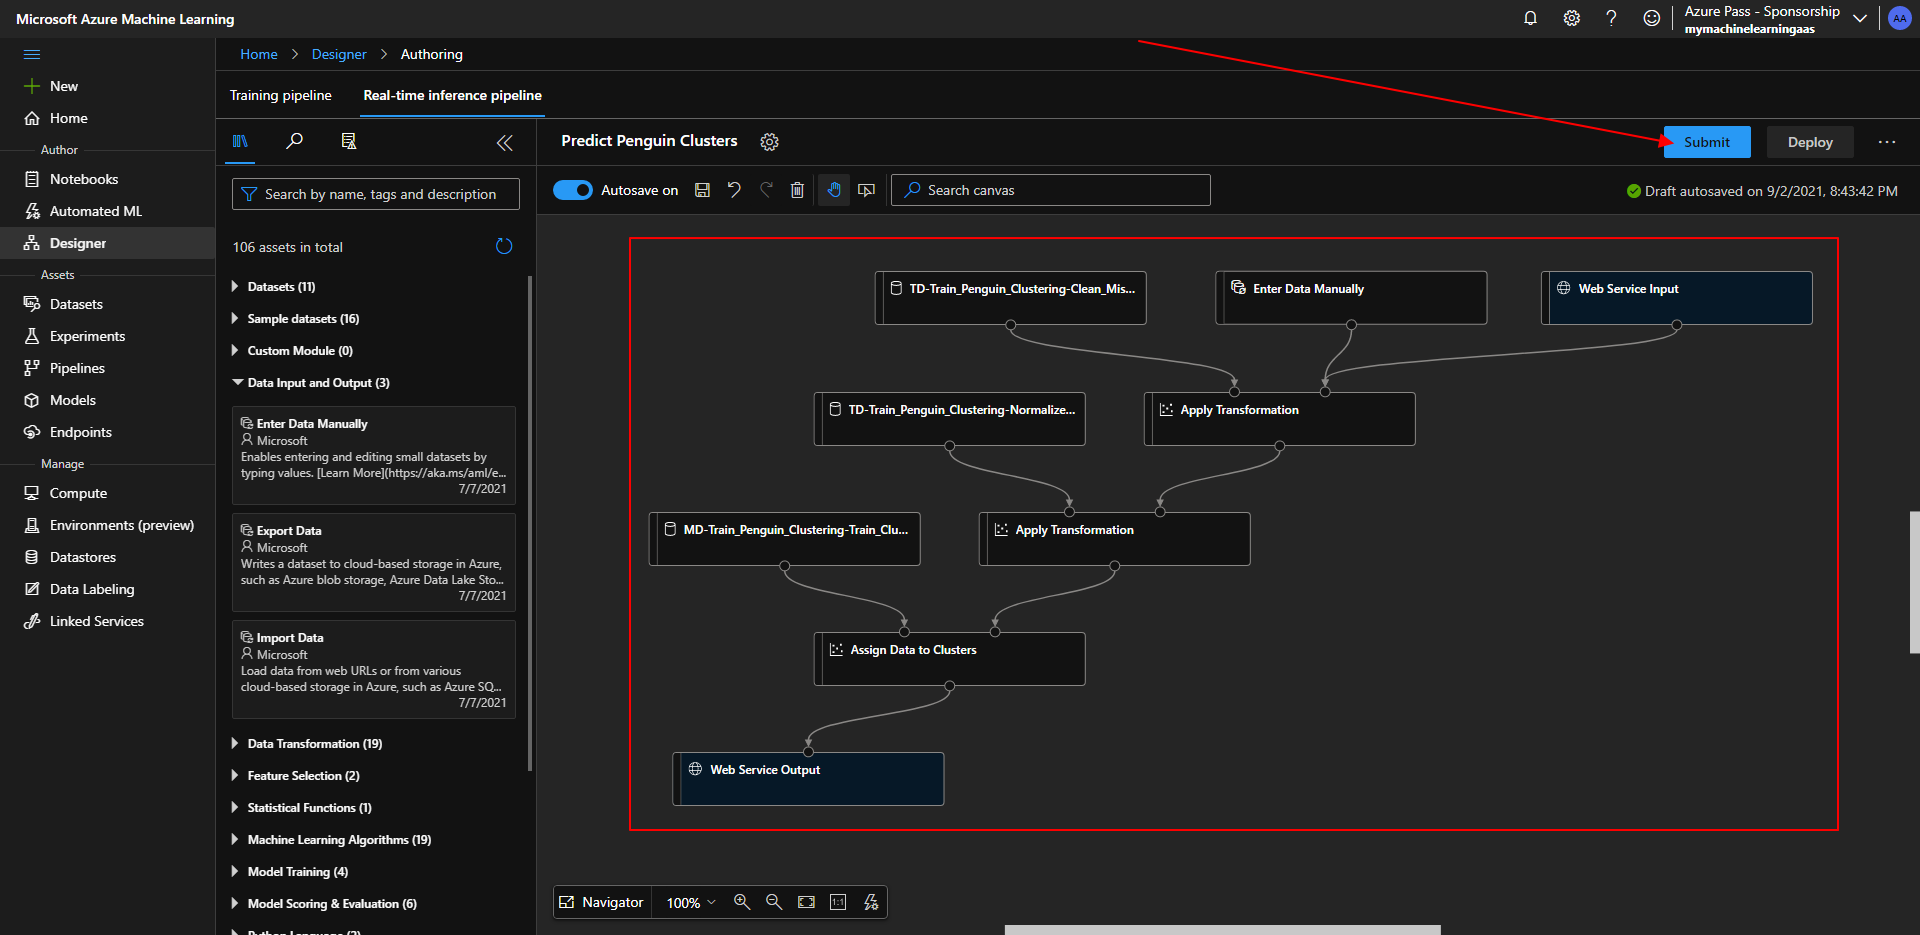 Microsoft Azure Machine Learning
Azure Pass - Sponsorship
mymachinelearningaas
AA
Home > Designer > Authoring
New
Home
Author
Notebooks
Automated ML
Designer
Assets
Datasets
Experiments
Pipelines
Models
Endpoints
Manage
Compute
Environments (preview)
Datastores
Data Labeling
Linked Services
Training pipeline
Real-time inference pipeline
Search by name, tags and description
106 assets in total
Datasets (11)
Sample datasets (16)
Custom Module (0)
Data Input and Output (3)
Enter Data Manually
Microsoft
Enables entering and editing small datasets by
typing values. [Learn More](https://aka.ms/aml/e...
7/7/2021
Export Data
Microsoft
Writes a dataset to cloud-based storage in Azure,
such as Azure blob storage, Azure Data Lake Sto...
7/7/2021
Import Data
Microsoft
Load data from web URLs or from various
cloud-based storage in Azure, such as Azure SQ...
7/7/2021
Data Transformation (19)
Feature Selection (2)
Statistical Functions (1)
Machine Learning Algorithms (19)
Model Training (4)
Model Scoring & Evaluation (6)
Predict Penguin Clusters
Submit
Deploy
Autosave on
Search canvas
Draft autosaved on 9/2/2021, 8:43:42 PM
TD-Train_Penguin_Clustering-Clean_Mis...
Enter Data Manually
Web Service Input
TD-Train_Penguin_Clustering-Normalize...
Apply Transformation
MD-Train_Penguin_Clustering-Train_Clu...
Apply Transformation
Assign Data to Clusters
Web Service Output
Navigator
100%
1:1